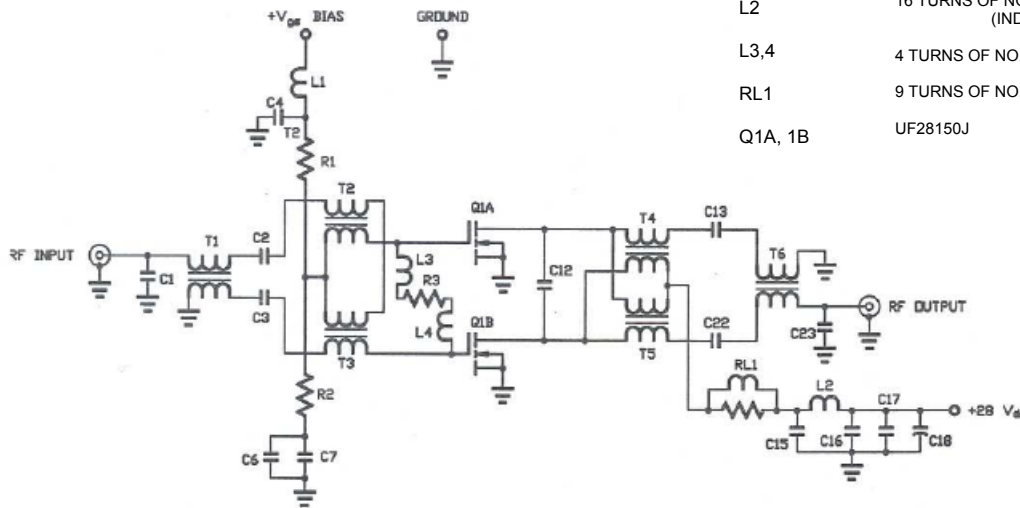 L2 16 TURNS OF
L3,4 4 TURNS OF NO
RL1 9 TURNS OF NO
Q1A, 1B UF28150J
+Vgs BIAS
GROUND
L1
C4
T2
R1
T2
Q1A
T4
C13
RF INPUT
T1
C2
L3
T6
C1
R3
C12
C3
L4
Q1B
RF OUTPUT
T3
C22
C23
T5
R2
RL1
L2
C17
+28 Vd
C6
C7
C15
C16
C18